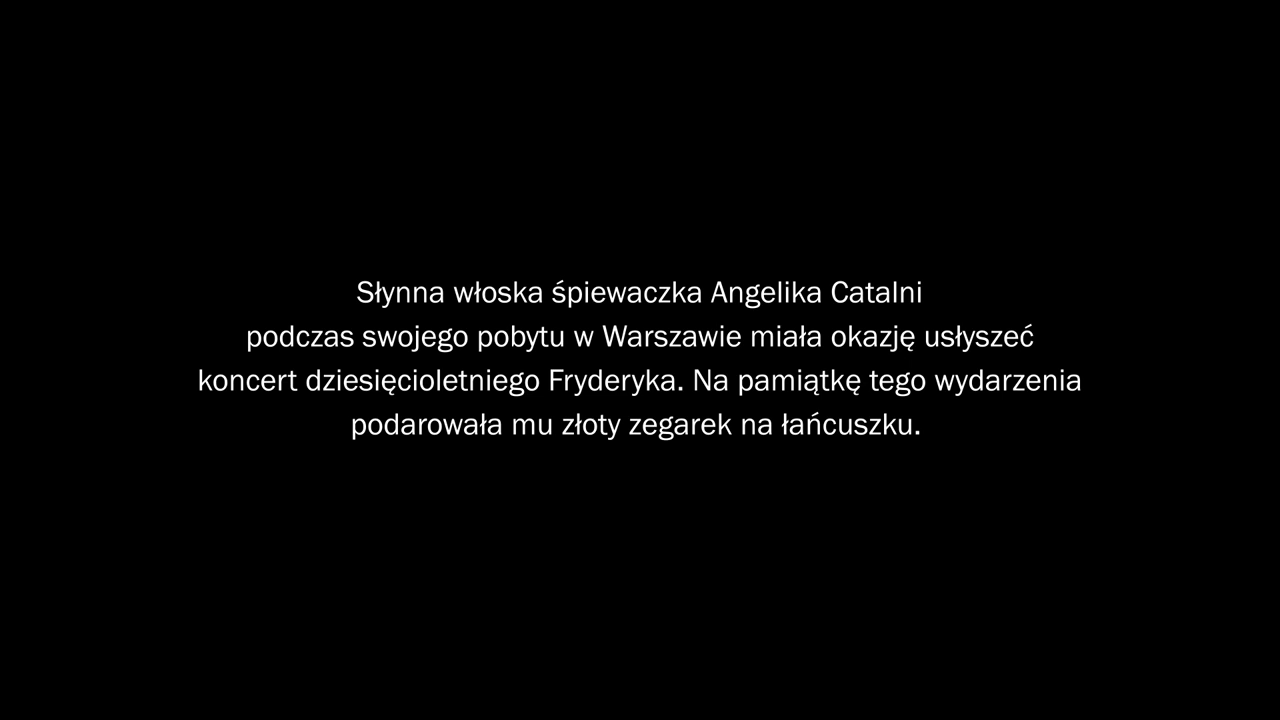 Słynna włoska śpiewaczka Angelika Catalni
podczas swojego pobytu w Warszawie miała okazję usłyszeć
koncert dziesięcioletniego Fryderyka. Na pamiątkę tego wydarzenia
podarowała mu złoty zegarek na łańcuszku.